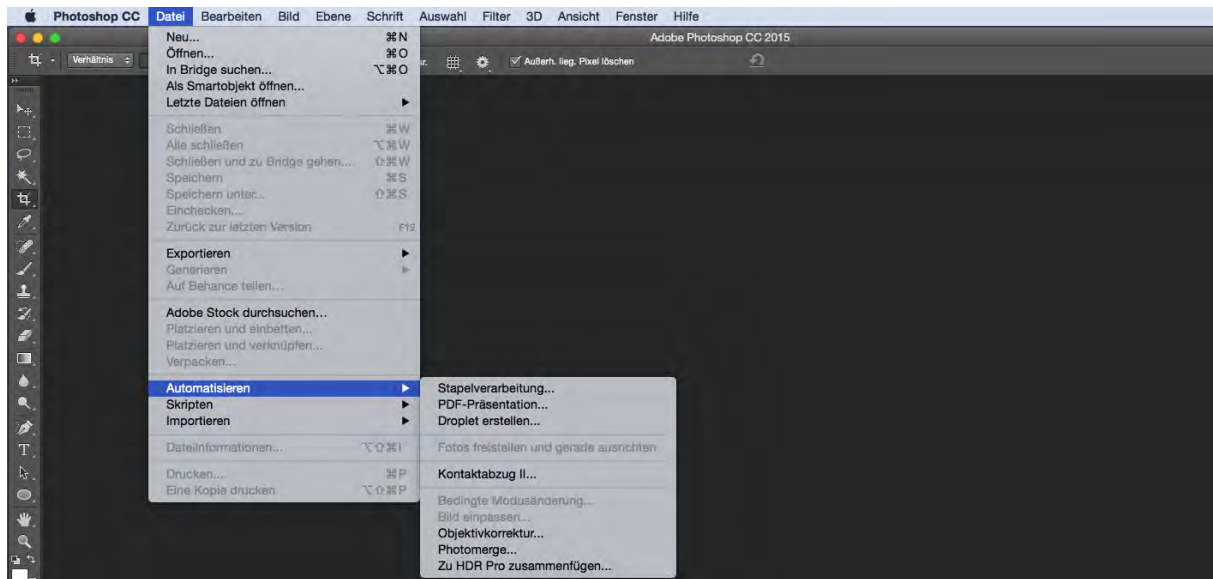 Photoshop CC Datei Bearbeiten Bild Ebene Schrift Auswahl Filter 3D Ansicht Fenster Hilfe
Adobe Photoshop CC 2015
Verhältnis Außerh. lieg. Pixel löschen
Neu... ⌘N
Öffnen... ⌘O
In Bridge suchen... ⌥⌘O
Als Smartobjekt öffnen...
Letzte Dateien öffnen
Schließen ⌘W
Alle schließen ⌥⌘W
Schließen und zu Bridge gehen... ⇧⌘W
Speichern ⌘S
Speichern unter... ⇧⌘S
Einchecken...
Zurück zur letzten Version F12
Exportieren
Generieren
Auf Behance teilen...
Adobe Stock durchsuchen...
Platzieren und einbetten...
Platzieren und verknüpfen...
Verpacken...
Automatisieren
Skripten
Importieren
Dateiinformationen... ⌥⇧⌘I
Drucken... ⌘P
Eine Kopie drucken ⌥⇧⌘P
Stapelverarbeitung...
PDF-Präsentation...
Droplet erstellen...
Fotos freistellen und gerade ausrichten
Kontaktabzug II...
Bedingte Modusänderung...
Bild einpassen...
Objektivkorrektur...
Photomerge...
Zu HDR Pro zusammenfügen...